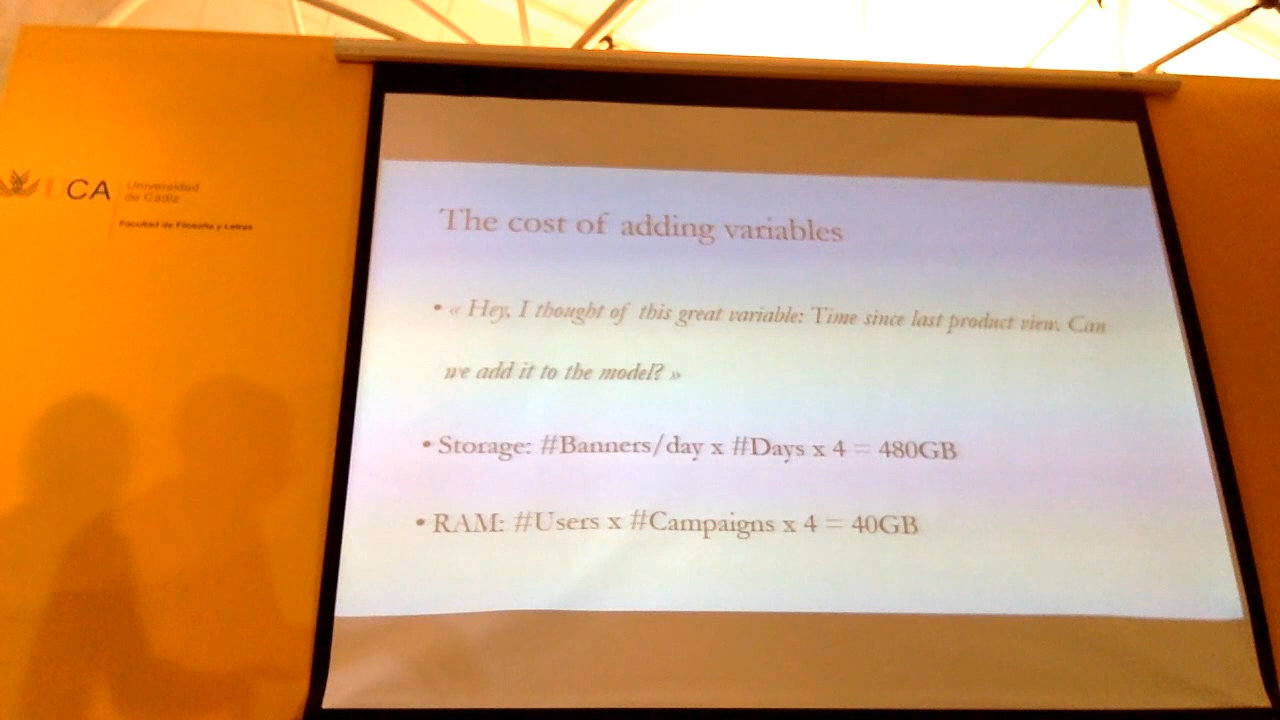 UCA
Universidad
de Cádiz
Facultad de Filosofía y Letras
The cost of adding variables
• « Hey, I thought of this great variable: Time since last product view. Can
we add it to the model? »
• Storage: #Banners/day x #Days x 4 = 480GB
• RAM: #Users x #Campaigns x 4 = 40GB